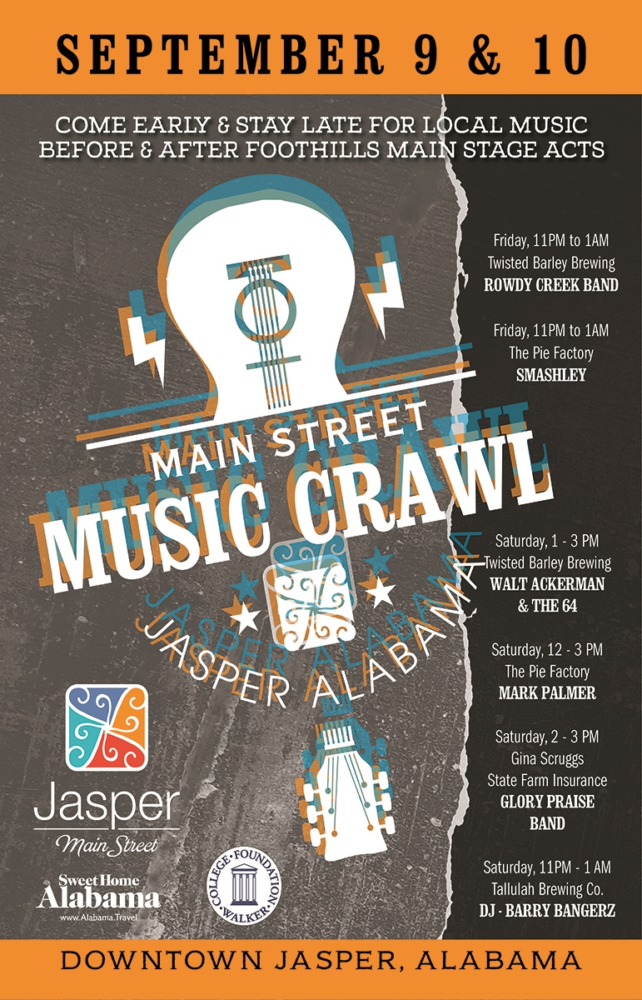 SEPTEMBER 9 & 10
COME EARLY & STAY LATE FOR LOCAL MUSIC
BEFORE & AFTER FOOTHILLS MAIN STAGE ACTS
MAIN STREET
MUSIC CRAWL
JASPER ALABAMA
Friday, 11PM to 1AM
Twisted Barley Brewing
ROWDY CREEK BAND
Friday, 11PM to 1AM
The Pie Factory
SMASHLEY
Saturday, 1 - 3 PM
Twisted Barley Brewing
WALT ACKERMAN
& THE 64
Saturday, 12 - 3 PM
The Pie Factory
MARK PALMER
Saturday, 2 - 3 PM
Gina Scruggs
State Farm Insurance
GLORY PRAISE
BAND
Saturday, 11PM - 1 AM
Tallulah Brewing Co.
DJ - BARRY BANGERZ
Jasper
Main Street
Sweet Home
Alabama
www.Alabama.Travel
COLLEGE • FOUNDATION
• WALKER •
DOWNTOWN JASPER, ALABAMA